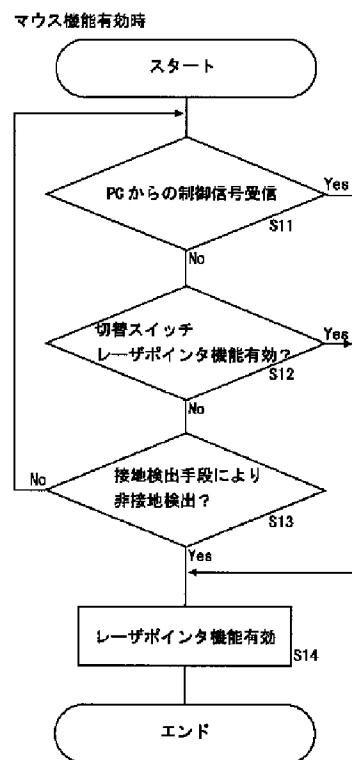 マウス機能有効時
スタート
PCからの制御信号受信
Yes
S11
No
切替スイッチ
レーザポインタ機能有効？
Yes
S12
No
接地検出手段により
非接地検出？
No
S13
Yes
レーザポインタ機能有効
S14
エンド